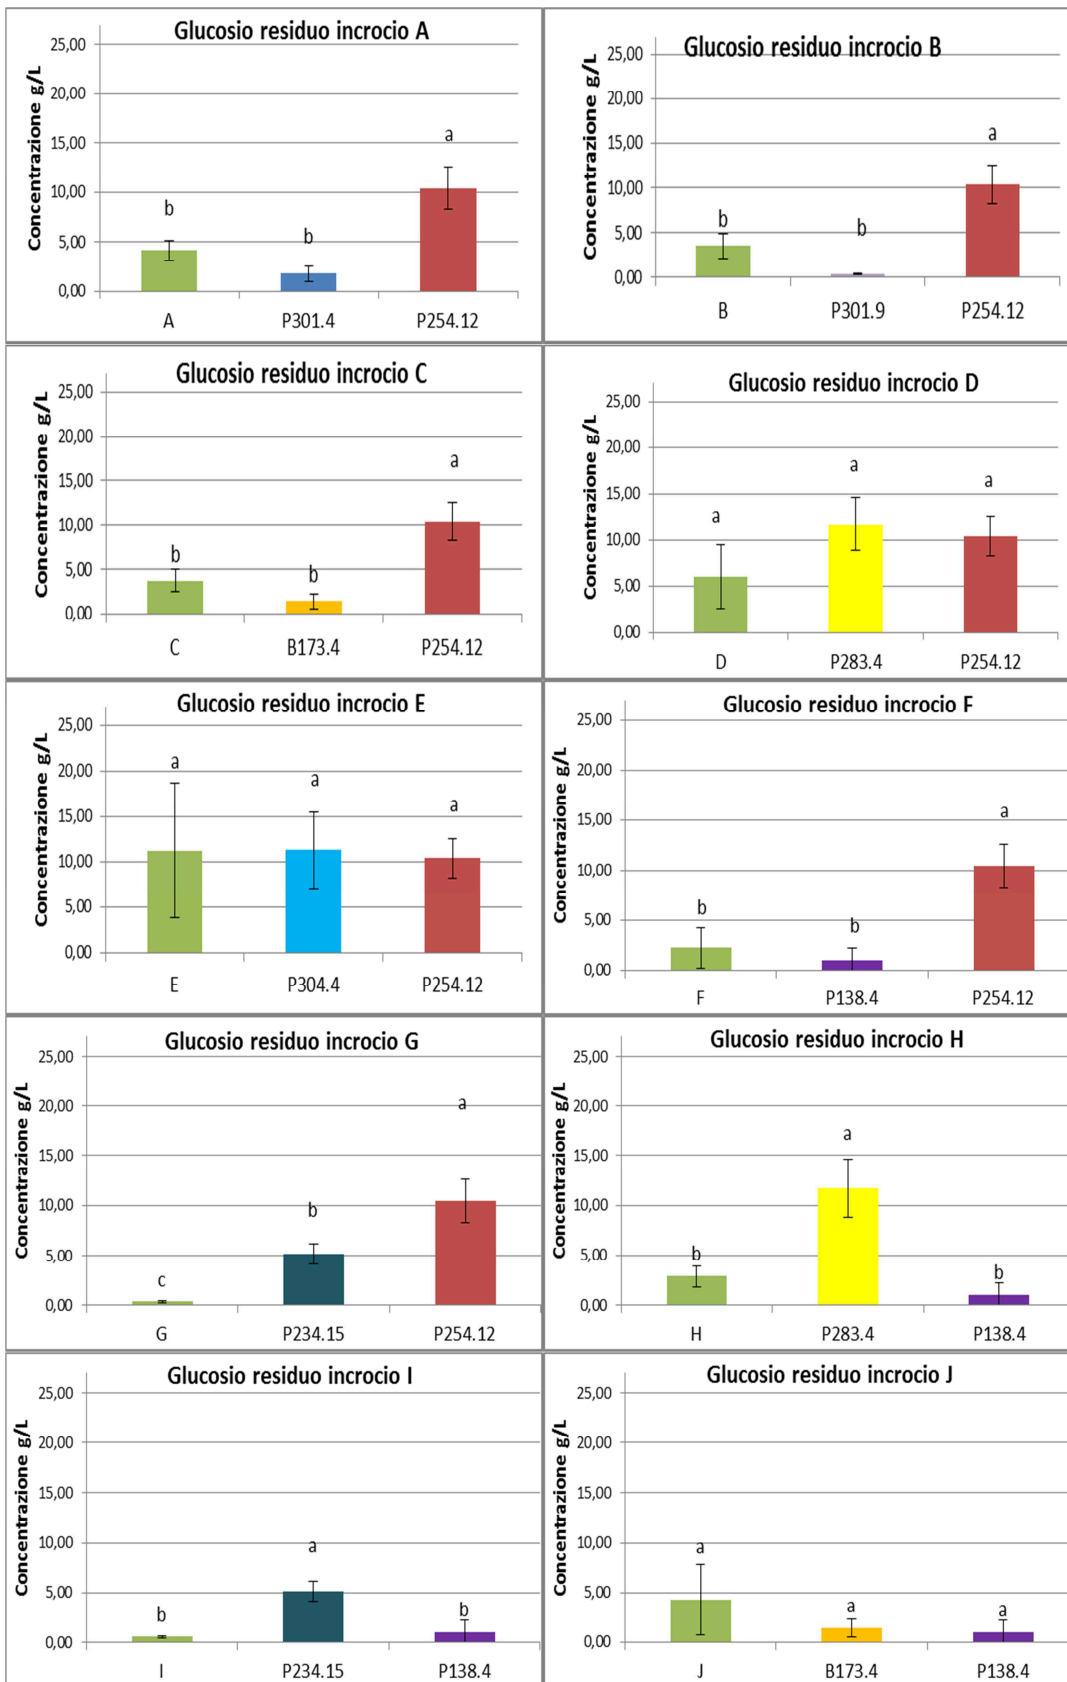 Glucosio residuo incrocio A
Concentrazione g/L
25,00
20,00
15,00
10,00
5,00
0,00
b
b
a
A P301.4 P254.12
Glucosio residuo incrocio B
Concentrazione g/L
25,00
20,00
15,00
10,00
5,00
0,00
b
b
a
B P301.9 P254.12
Glucosio residuo incrocio C
Concentrazione g/L
25,00
20,00
15,00
10,00
5,00
0,00
b
b
a
C B173.4 P254.12
Glucosio residuo incrocio D
Concentrazione g/L
25,00
20,00
15,00
10,00
5,00
0,00
a
a
a
D P283.4 P254.12
Glucosio residuo incrocio E
Concentrazione g/L
25,00
20,00
15,00
10,00
5,00
0,00
a
a
a
E P304.4 P254.12
Glucosio residuo incrocio F
Concentrazione g/L
25,00
20,00
15,00
10,00
5,00
0,00
b
b
a
F P138.4 P254.12
Glucosio residuo incrocio G
Concentrazione g/L
25,00
20,00
15,00
10,00
5,00
0,00
c
b
a
G P234.15 P254.12
Glucosio residuo incrocio H
Concentrazione g/L
25,00
20,00
15,00
10,00
5,00
0,00
b
a
b
H P283.4 P138.4
Glucosio residuo incrocio I
Concentrazione g/L
25,00
20,00
15,00
10,00
5,00
0,00
b
a
b
I P234.15 P138.4
Glucosio residuo incrocio J
Concentrazione g/L
25,00
20,00
15,00
10,00
5,00
0,00
a
a
a
J B173.4 P138.4